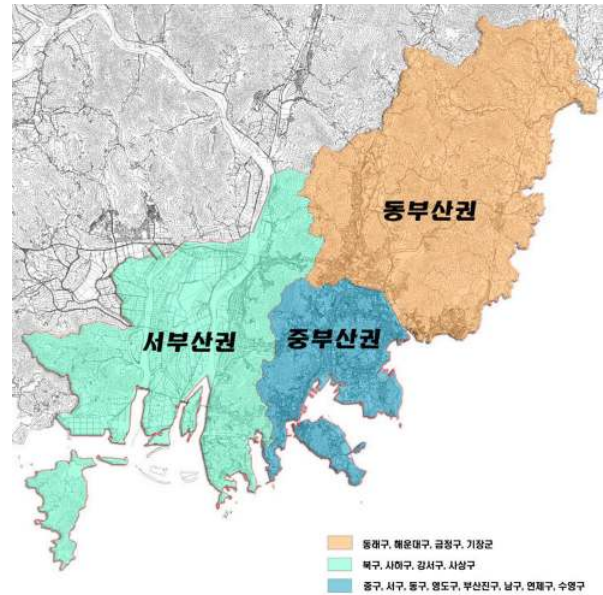 동부산권
서부산권
중부산권
동래구, 해운대구, 금정구, 기장군
북구, 사하구, 강서구, 사상구
중구, 서구, 동구, 영도구, 부산진구, 남구, 연제구, 수영구